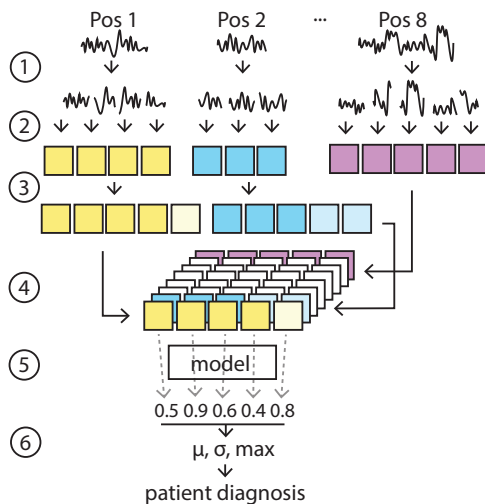 Pos 1 Pos 2 ... Pos 8
1
2
3
4
5
model
0.5 0.9 0.6 0.4 0.8
6
μ, σ, max
patient diagnosis